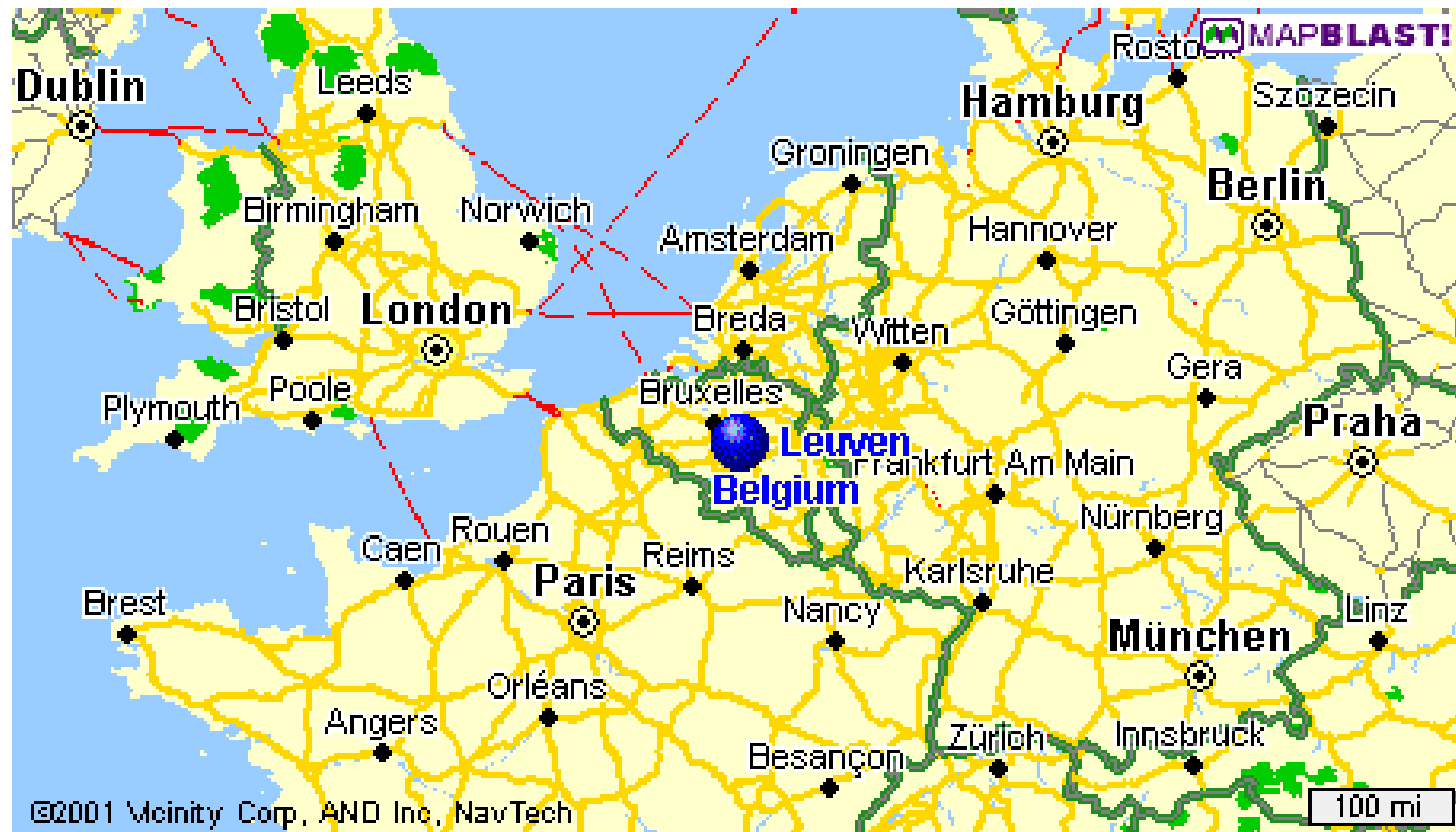 MAPBLAST!
Rostock
Dublin
Leeds
Hamburg
Szczecin
Groningen
Berlin
Birmingham
Norwich
Amsterdam
Hannover
Bristol
London
Breda
Witten
Göttingen
Gera
Plymouth
Poole
Bruxelles
Praha
Leuven
Belgium
Frankfurt Am Main
Nürnberg
Caen
Rouen
Reims
Karlsruhe
Brest
Paris
Nancy
Linz
München
Orléans
Angers
Besançon
Zürich
Innsbruck
©2001 Vicinity Corp, AND Inc, NavTech
100 mi